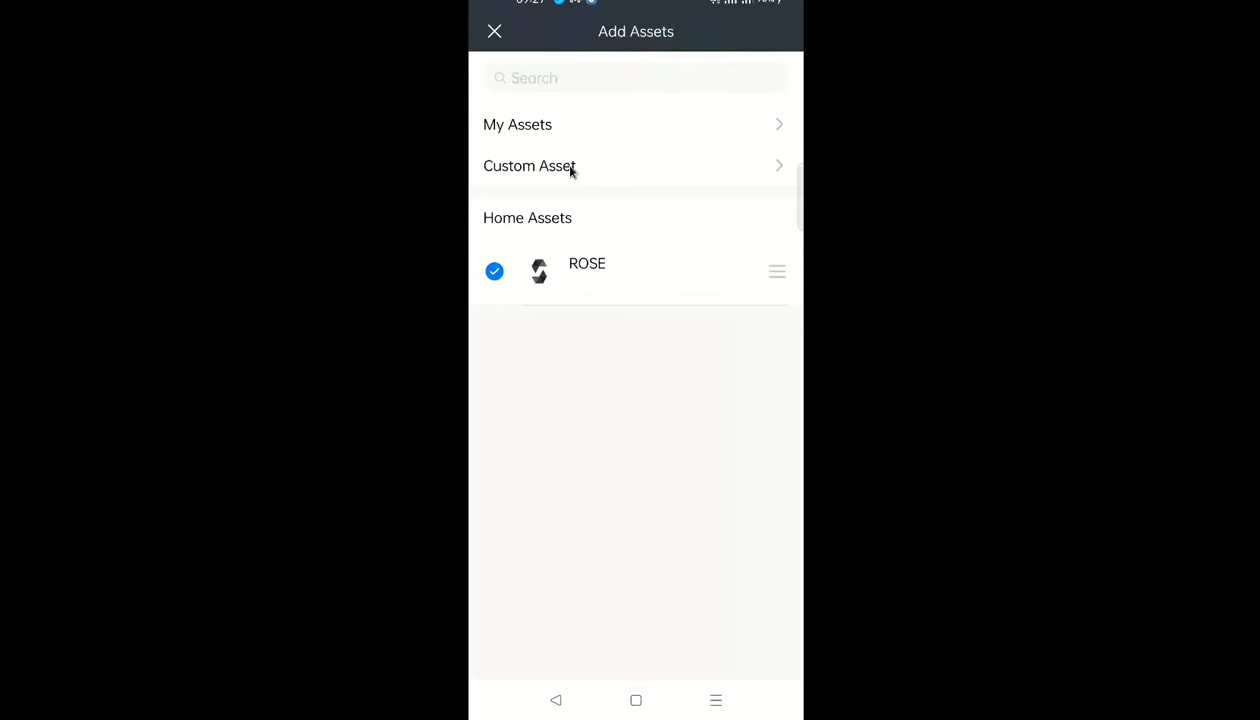 Add Assets
Search
My Assets
Custom Asset
Home Assets
ROSE